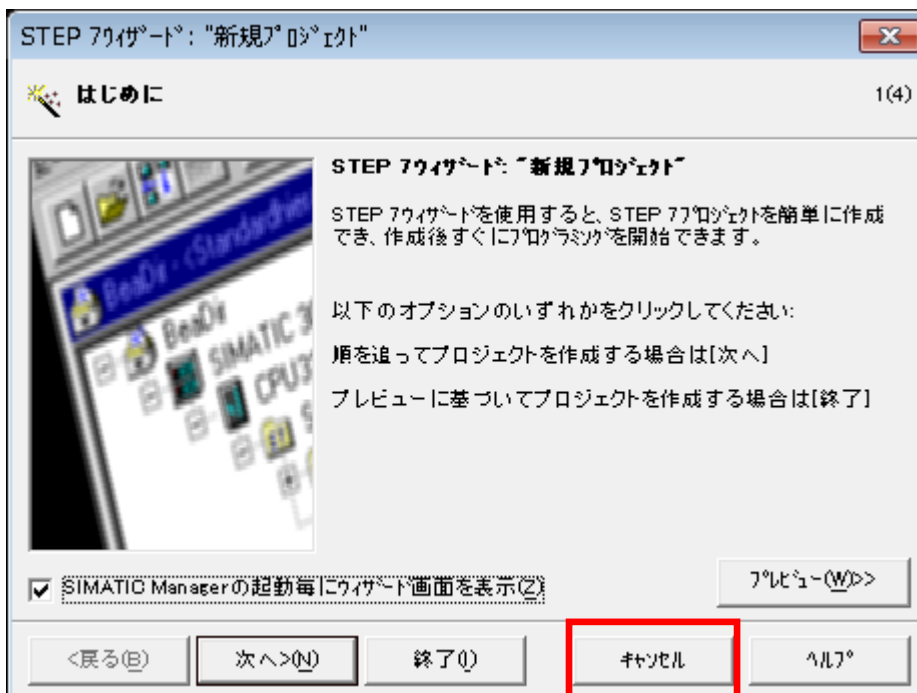 STEP 7ｳｨｻﾞｰﾄﾞ: "新規ﾌﾟﾛｼﾞｪｸﾄ"
はじめに
1(4)
BeaDir - <Standardhier
BeaDir
SIMATIC 3
CPU3
S
STEP 7ウィザード: "新規プロジェクト"
STEP 7ウィザードを使用すると、STEP 7プロジェクトを簡単に作成
でき、作成後すぐにプログラミングを開始できます。
以下のオプションのいずれかをクリックしてください:
順を追ってプロジェクトを作成する場合は[次へ]
プレビューに基づいてプロジェクトを作成する場合は[終了]
SIMATIC Managerの起動毎にウィザード画面を表示(Z)
ﾌﾟﾚﾋﾞｭｰ(W)>>
<戻る(B)
次へ>(N)
終了(I)
ｷｬﾝｾﾙ
ﾍﾙﾌﾟ